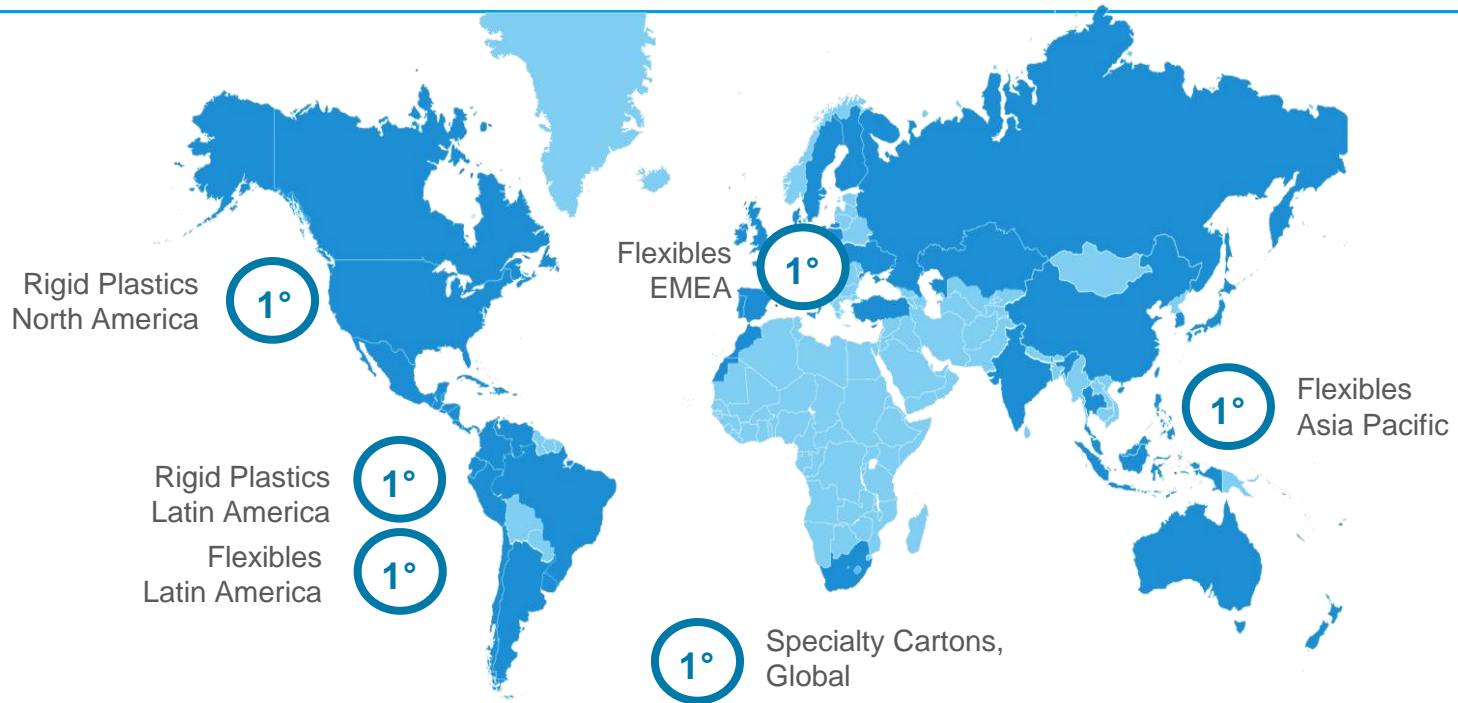 Flexibles
EMEA
1°
Rigid Plastics
North America
1°
1°
Flexibles
Asia Pacific
Rigid Plastics
Latin America
1°
Flexibles
Latin America
1°
1°
Specialty Cartons,
Global